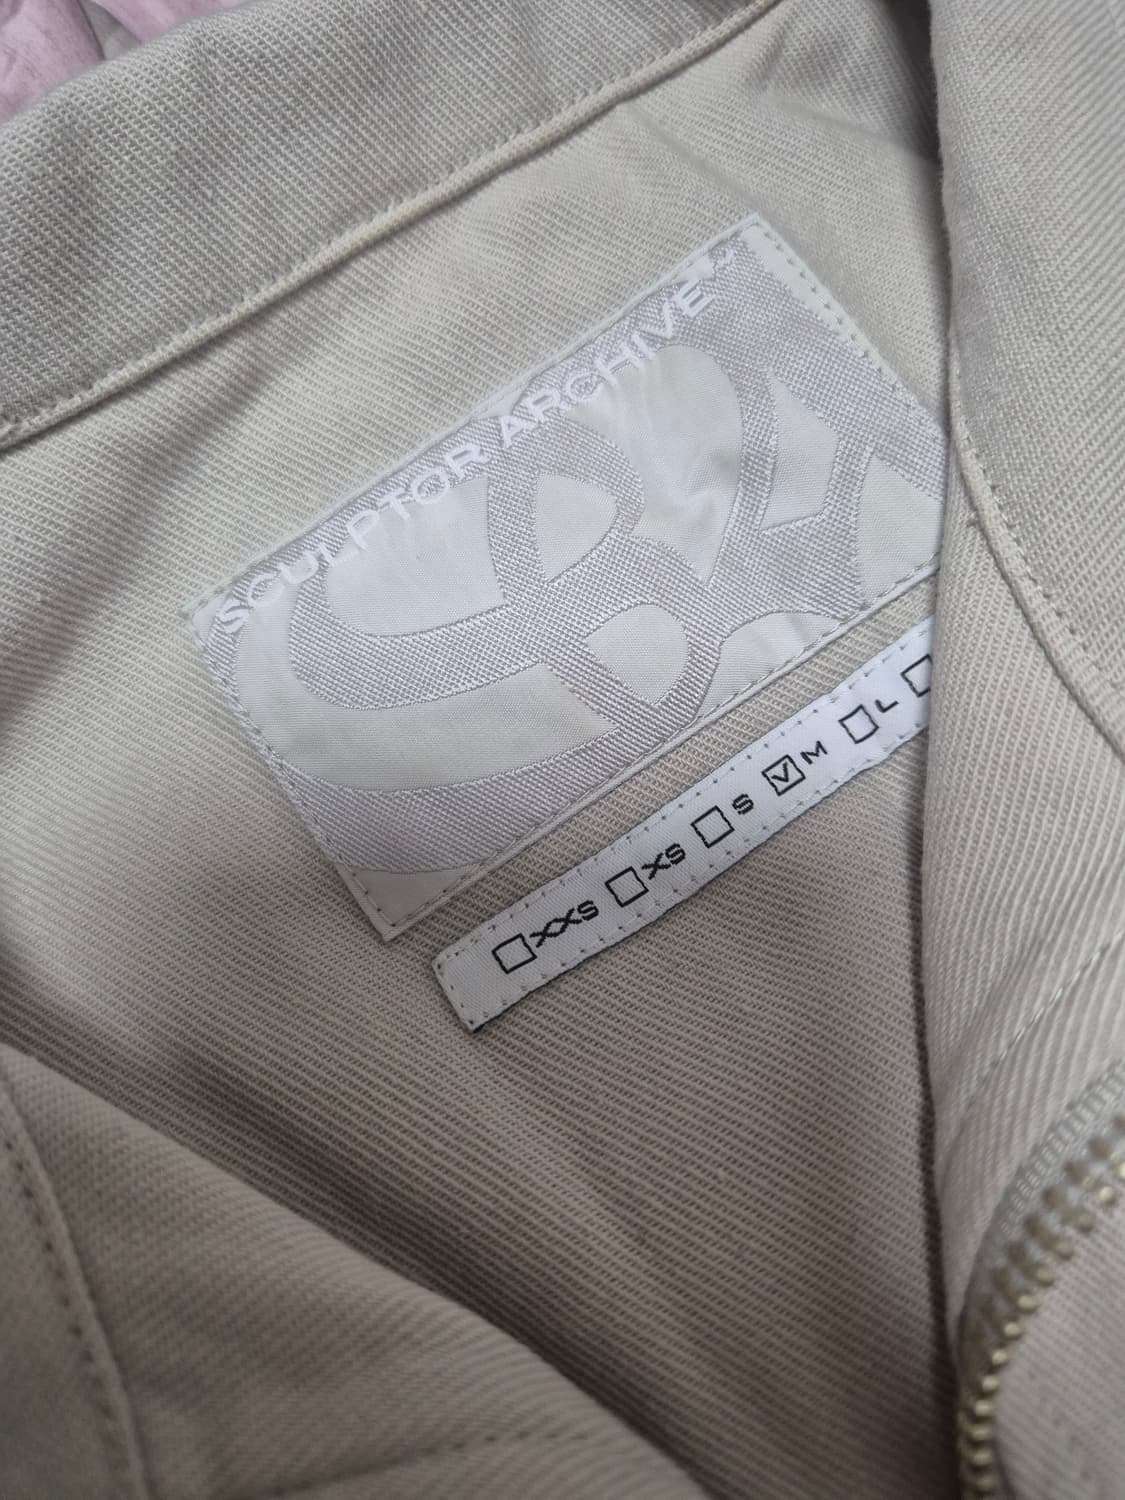 SCULPTOR ARCHIVE
☐XXS ☐XS ☐S ☑M ☐L